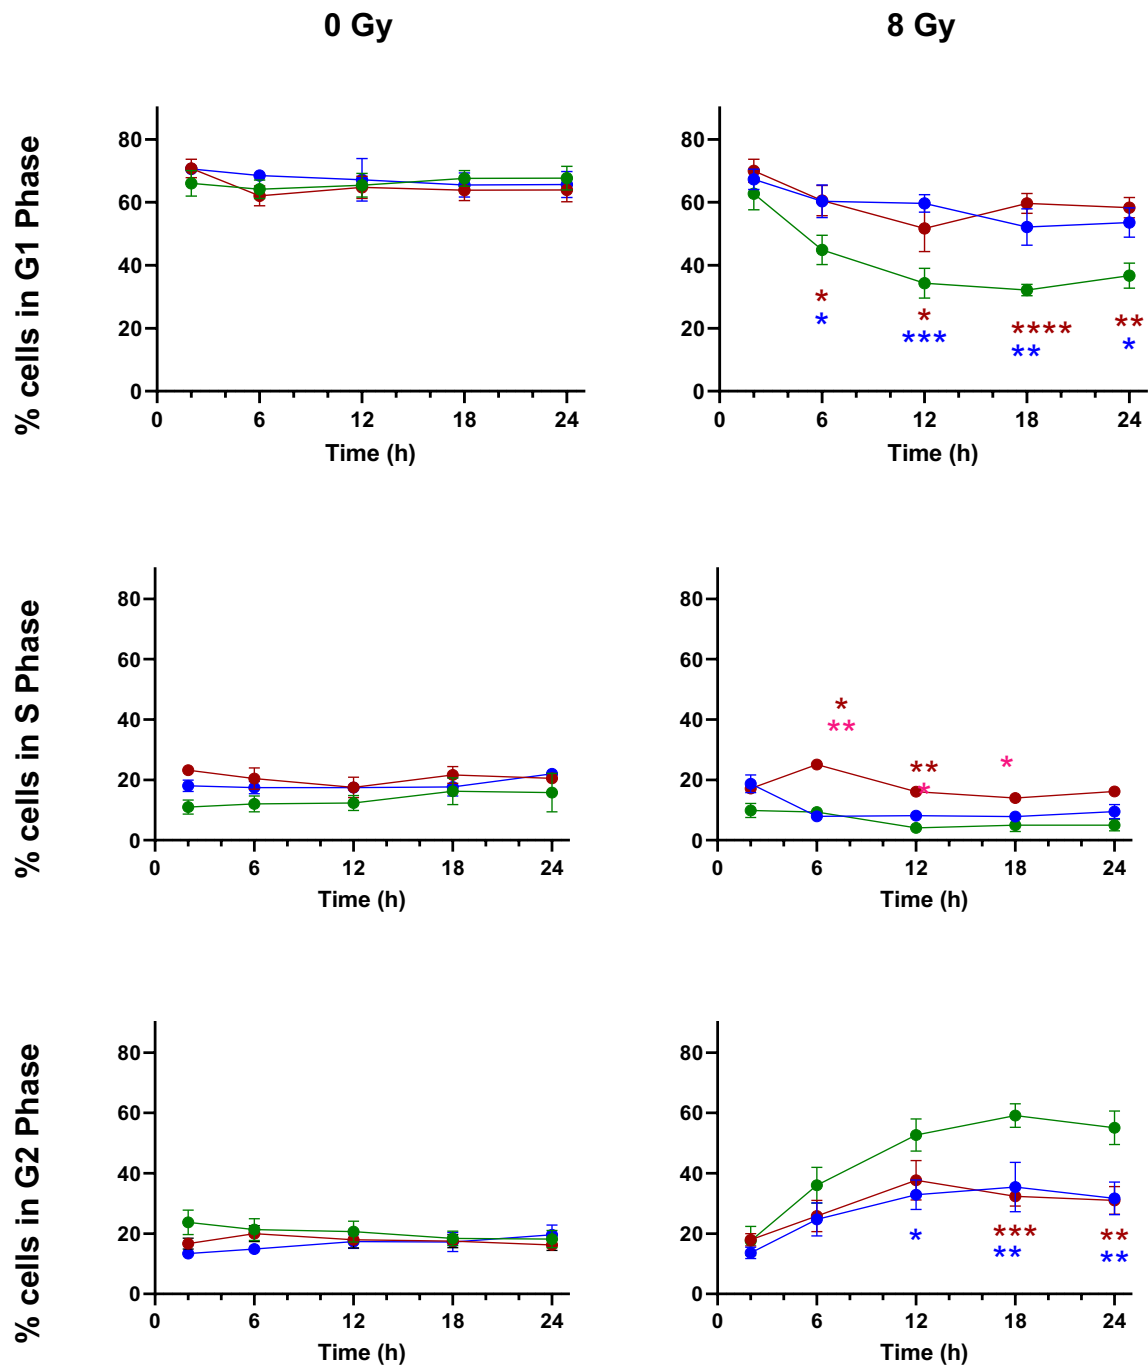 0 Gy
8 Gy
% cells in G1 Phase
80
60
40
20
0
0 6 12 18 24
Time (h)
80
60
40
20
0
* * **** **
* *** ** *
0 6 12 18 24
Time (h)
% cells in S Phase
80
60
40
20
0
0 6 12 18 24
Time (h)
80
60
40
20
0
*
**
** *
*
0 6 12 18 24
Time (h)
% cells in G2 Phase
80
60
40
20
0
0 6 12 18 24
Time (h)
80
60
40
20
0
* *** **
** **
0 6 12 18 24
Time (h)